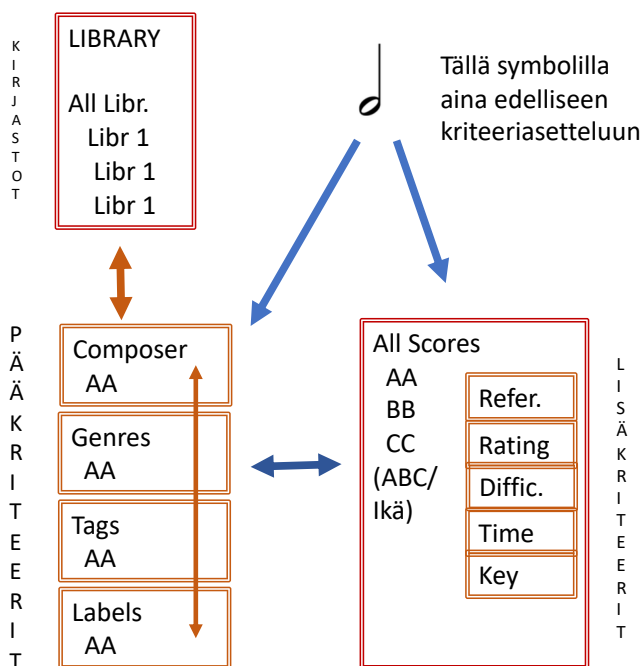 KIRJASTOT
LIBRARY
All Libr.
Libr 1
Libr 1
Libr 1
Tällä symbolilla
aina edelliseen
kriteeriasetteluun
PÄÄKRITEERIT
Composer
AA
Genres
AA
Tags
AA
Labels
AA
All Scores
AA
BB
CC
(ABC/
Ikä)
Refer.
Rating
Diffic.
Time
Key
LISÄKRITEERIT